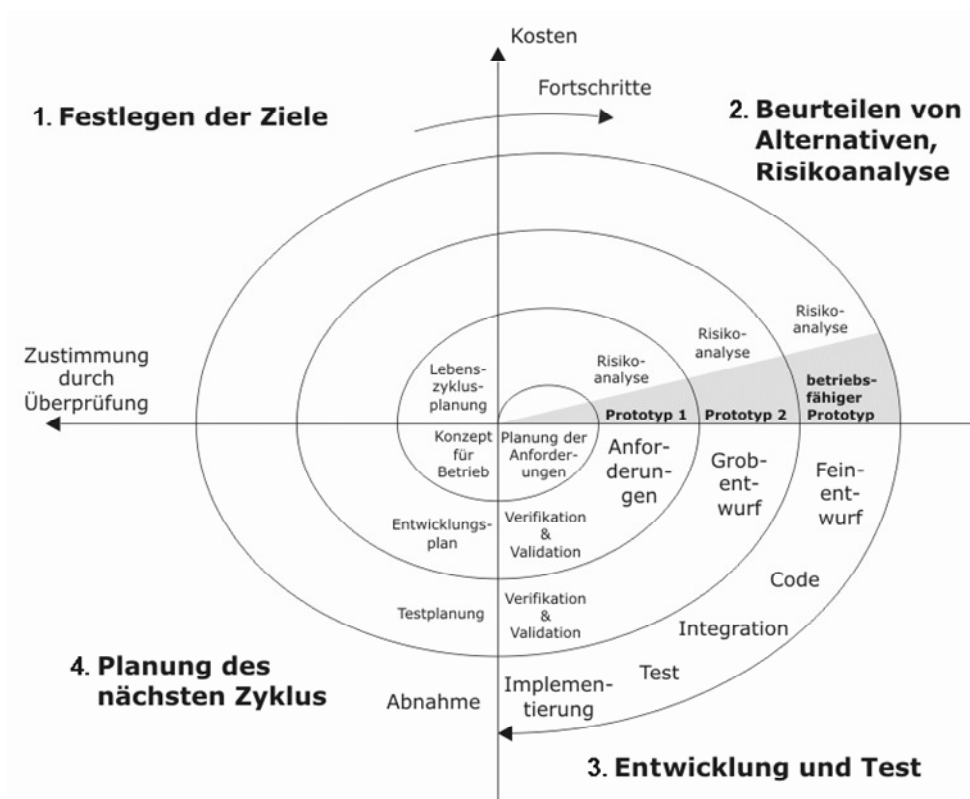 Kosten
Fortschritte
1. Festlegen der Ziele
2. Beurteilen von
Alternativen,
Risikoanalyse
Zustimmung
durch
Überprüfung)
Lebens-
zyklus-
planung
Risiko-
analyse
Risiko-
analyse
Risiko-
analyse
Prototyp 1
Prototyp 2
betriebs-
fähiger
Prototyp
Konzept
für
Betrieb
Planung der
Anforder-
ungen
Anfor-
derun-
gen
Grob-
ent-
wurf
Fein-
ent-
wurf
Entwicklungs-
plan
Verifikation
&
Validation
Code
Testplanung
Verifikation
&
Validation
Integration
Test
4. Planung des
nächsten Zyklus
Abnahme
Implemen-
tierung
3. Entwicklung und Test